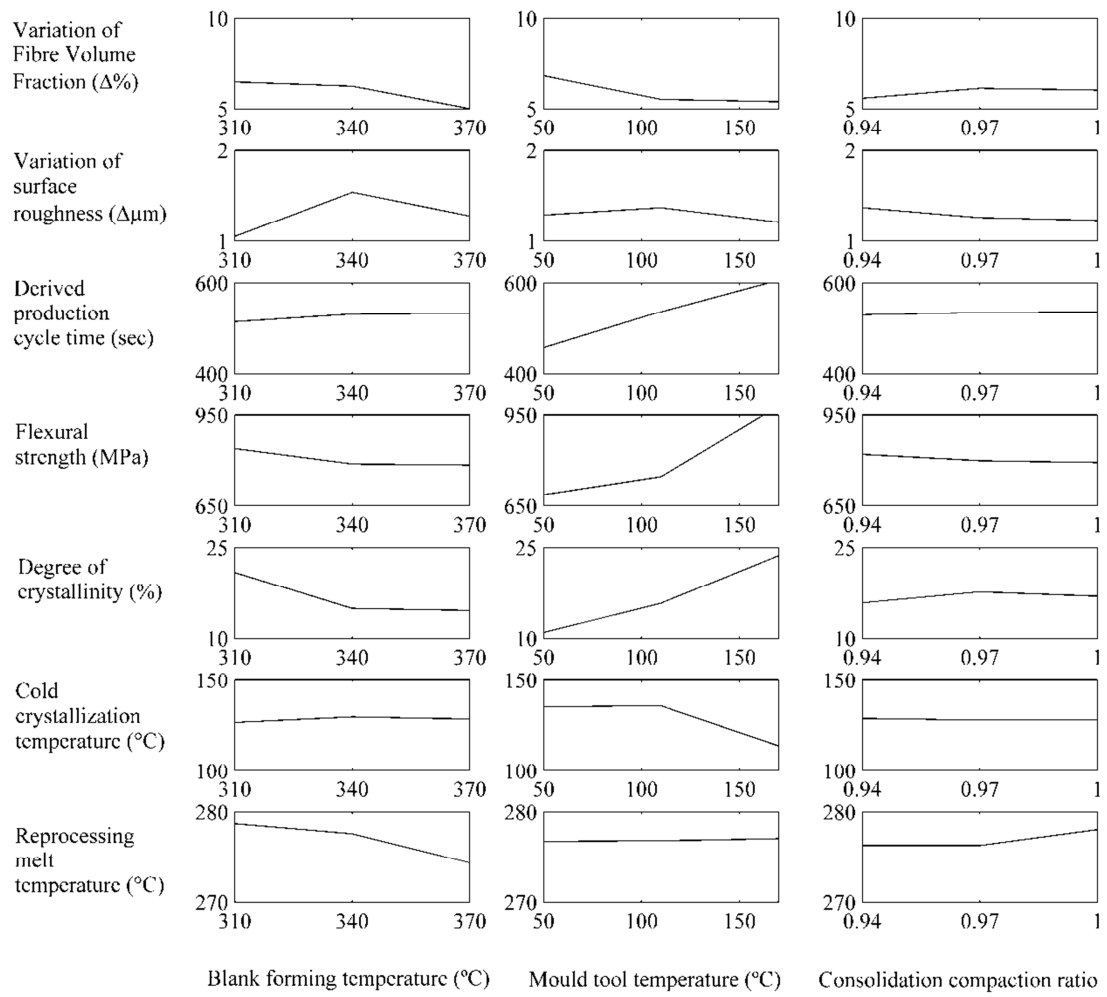 Variation of
Fibre Volume
Fraction (Δ%)
10
5
310 340 370
10
5
50 100 150
10
5
0.94 0.97 1
Variation of
surface
roughness (Δμm)
2
1
310 340 370
2
1
50 100 150
2
1
0.94 0.97 1
Derived
production
cycle time (sec)
600
400
310 340 370
600
400
50 100 150
600
400
0.94 0.97 1
Flexural
strength (MPa)
950
650
310 340 370
950
650
50 100 150
950
650
0.94 0.97 1
Degree of
crystallinity (%)
25
10
310 340 370
25
10
50 100 150
25
10
0.94 0.97 1
Cold
crystallization
temperature (°C)
150
100
310 340 370
150
100
50 100 150
150
100
0.94 0.97 1
Reprocessing
melt
temperature (°C)
280
270
310 340 370
280
270
50 100 150
280
270
0.94 0.97 1
Blank forming temperature (ºC) Mould tool temperature (°C) Consolidation compaction ratio